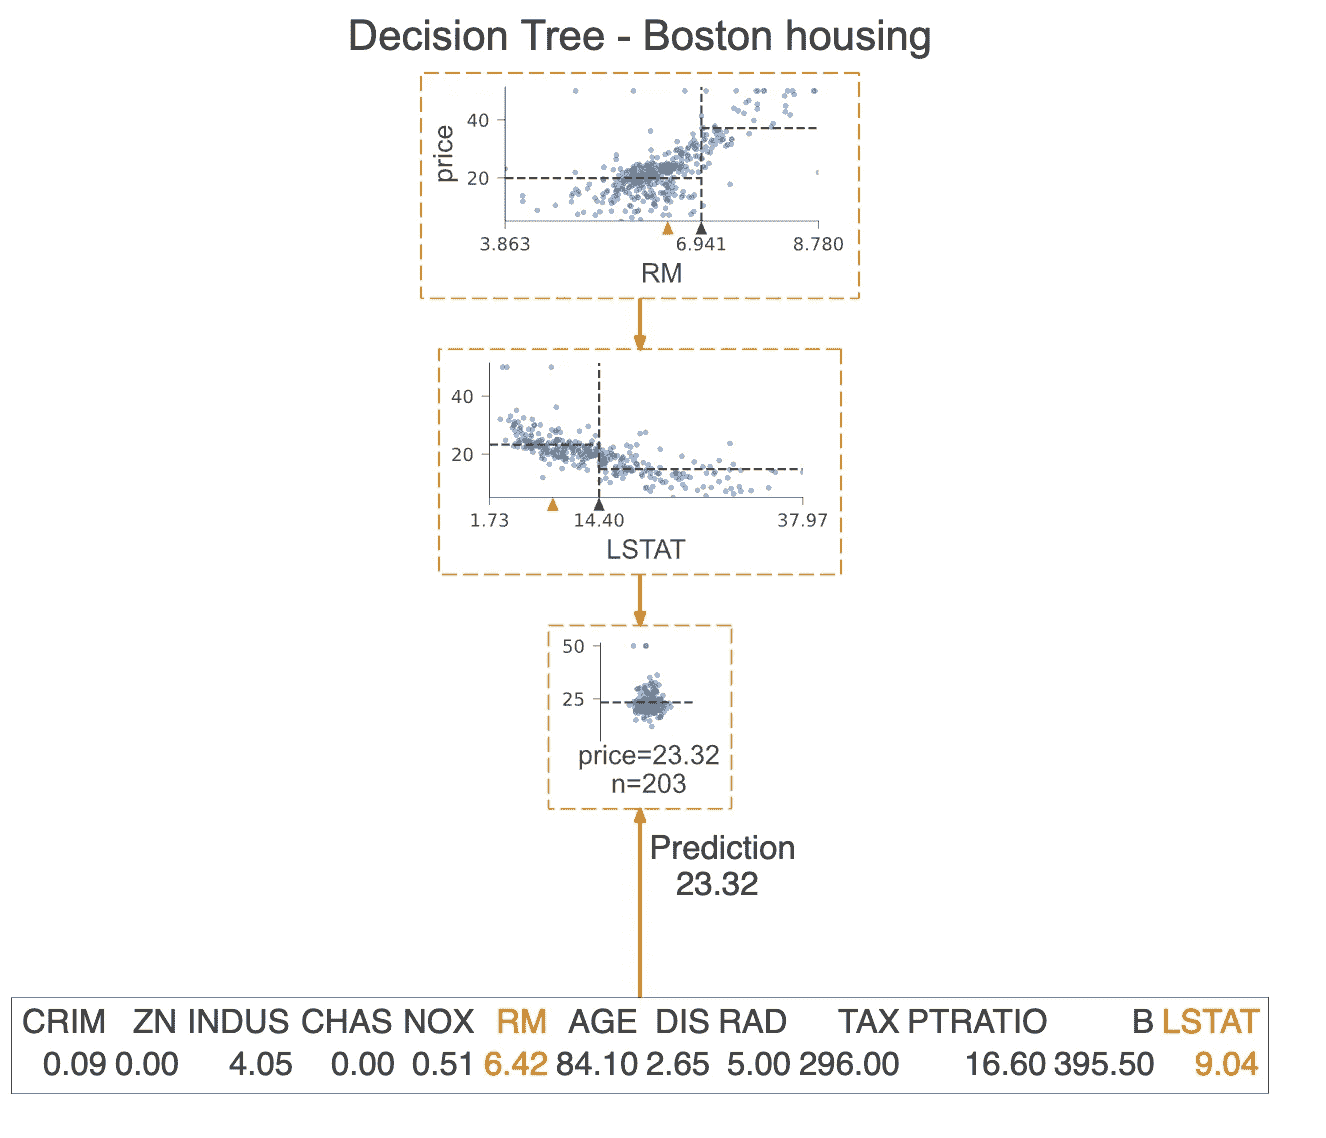 Decision Tree - Boston housing
price
40
20
3.863 6.941 8.780
RM
40
20
1.73 14.40 37.97
LSTAT
50
25
price=23.32
n=203
Prediction
23.32
CRIM ZN INDUS CHAS NOX RM AGE DIS RAD TAX PTRATIO B LSTAT
0.09 0.00 4.05 0.00 0.51 6.42 84.10 2.65 5.00 296.00 16.60 395.50 9.04